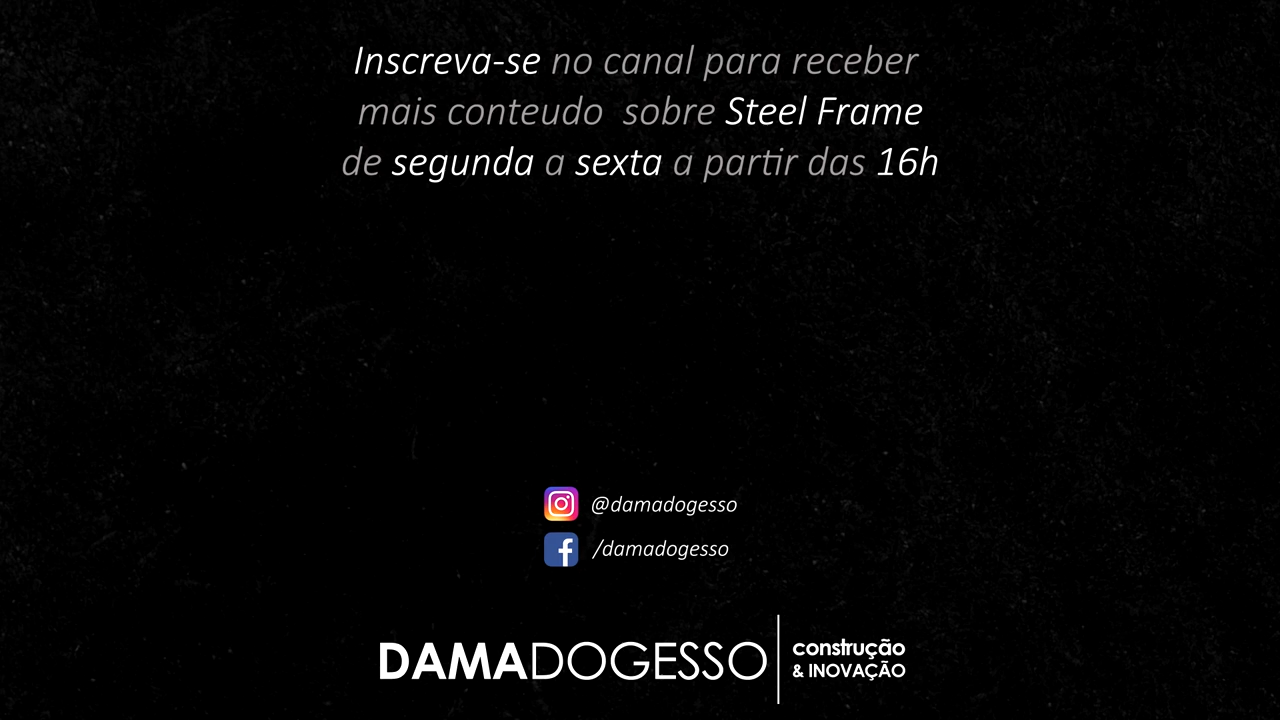 Inscreva-se no canal para receber
mais conteudo sobre Steel Frame
de segunda a sexta a partir das 16h
@damadogesso
/damadogesso
DAMADOGESSO
construção
& INOVAÇÃO